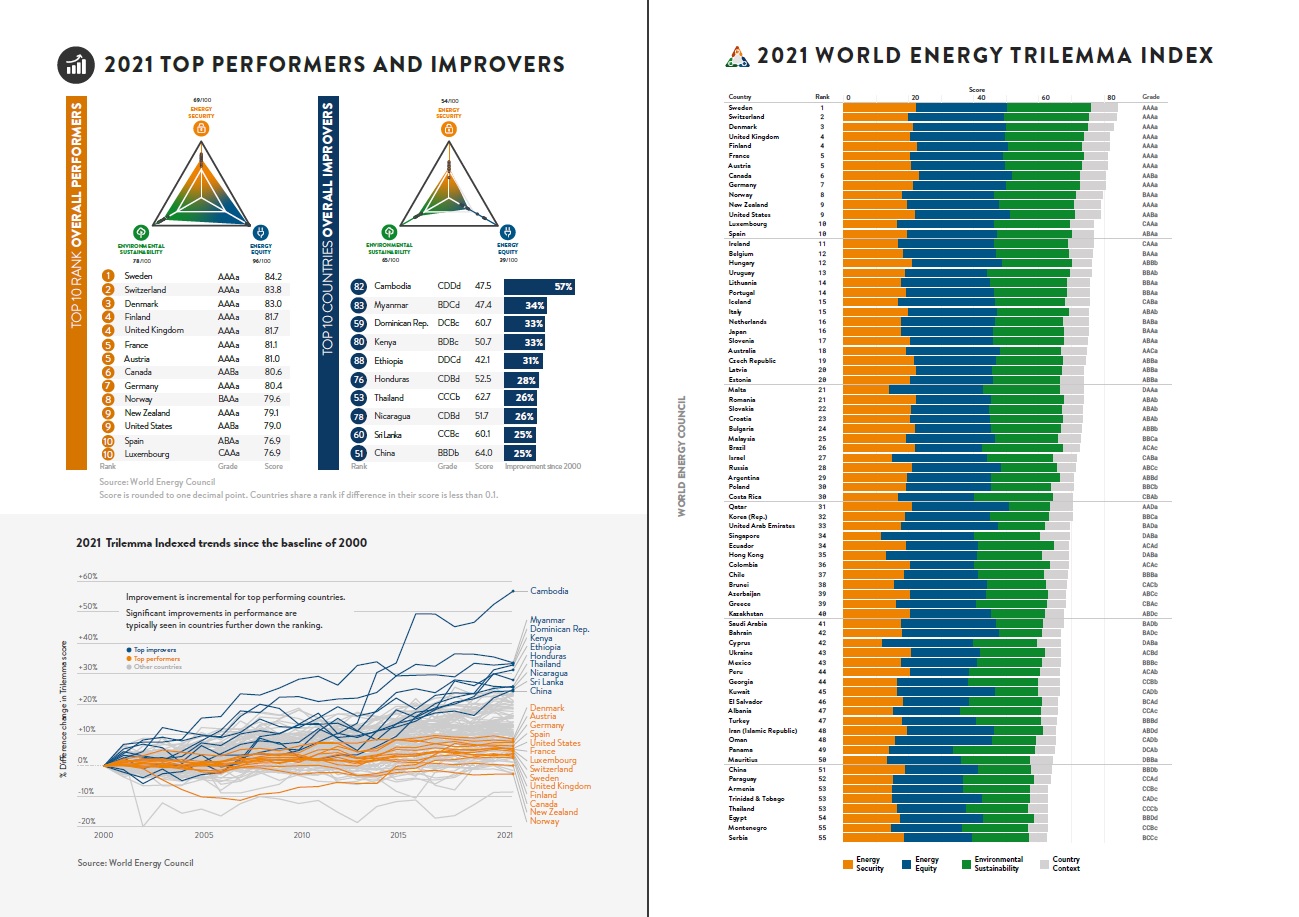 2021 TOP PERFORMERS AND IMPROVERS
TOP 10 RANK OVERALL PERFORMERS
69/100
ENERGY
SECURITY
ENVIRONMENTAL
SUSTAINABILITY
78/100
ENERGY
EQUITY
96/100
1 Sweden AAAa 84.2
2 Switzerland AAAa 83.8
3 Denmark AAAa 83.0
4 Finland AAAa 81.7
4 United Kingdom AAAa 81.7
5 France AAAa 81.1
5 Austria AAAa 81.0
6 Canada AABa 80.6
7 Germany AAAa 80.4
8 Norway BAAa 79.6
9 New Zealand AAAa 79.1
9 United States AABa 79.0
10 Spain ABAa 76.9
10 Luxembourg CAAa 76.9
Rank Grade Score
TOP 10 COUNTRIES OVERALL IMPROVERS
54/100
ENERGY
SECURITY
ENVIRONMENTAL
SUSTAINABILITY
65/100
ENERGY
EQUITY
39/100
82 Cambodia CDDd 47.5 57%
83 Myanmar BDCd 47.4 34%
59 Dominican Rep. DCBc 60.7 33%
80 Kenya BDBc 50.7 33%
88 Ethiopia DDCd 42.1 31%
76 Honduras CDBd 52.5 28%
53 Thailand CCCb 62.7 26%
78 Nicaragua CDBd 51.7 26%
60 Sri Lanka CCBc 60.1 25%
51 China BBDb 64.0 25%
Rank Grade Score Improvement since 2000
Source: World Energy Council
Score is rounded to one decimal point. Countries share a rank if difference in their score is less than 0.1.
2021 Trilemma Indexed trends since the baseline of 2000
% Difference change in Trilemma score
+60%
+50%
+40%
+30%
+20%
+10%
0%
-10%
-20%
Improvement is incremental for top performing countries.
Significant improvements in performance are
typically seen in countries further down the ranking.
Top improvers
Top performers
Other countries
Cambodia
Myanmar
Dominican Rep.
Kenya
Ethiopia
Honduras
Thailand
Nicaragua
Sri Lanka
China
Denmark
Austria
Germany
Spain
United States
France
Luxembourg
Switzerland
Sweden
United Kingdom
Finland
Canada
New Zealand
Norway
2000 2005 2010 2015 2021
Source: World Energy Council
WORLD ENERGY COUNCIL
2021 WORLD ENERGY TRILEMMA INDEX
Score
Country Rank 0 20 40 60 80 Grade
Sweden 1 AAAa
Switzerland 2 AAAa
Denmark 3 AAAa
United Kingdom 4 AAAa
Finland 4 AAAa
France 5 AAAa
Austria 5 AAAa
Canada 6 AABa
Germany 7 AAAa
Norway 8 BAAa
New Zealand 9 AAAa
United States 9 AABa
Luxembourg 10 CAAa
Spain 10 ABAa
Ireland 11 CAAa
Belgium 12 BAAa
Hungary 12 ABBb
Uruguay 13 BBAb
Lithuania 14 BBAa
Portugal 14 BBAa
Iceland 15 CABa
Italy 15 ABAb
Netherlands 16 BABa
Japan 16 BAAa
Slovenia 17 ABAa
Australia 18 AACa
Czech Republic 19 ABBa
Latvia 20 ABBa
Estonia 20 ABBa
Malta 21 DAAa
Romania 21 ABAb
Slovakia 22 ABAb
Croatia 23 ABAb
Bulgaria 24 ABBb
Malaysia 25 BBCa
Brazil 26 ACAc
Israel 27 CABa
Russia 28 ABCc
Argentina 29 ABBd
Poland 30 BBCb
Costa Rica 30 CBAb
Qatar 31 AADa
Korea (Rep.) 32 BBCa
United Arab Emirates 33 BADa
Singapore 34 DABa
Ecuador 34 ACAd
Hong Kong 35 DABa
Colombia 36 ACAc
Chile 37 BBBa
Brunei 38 CACb
Azerbaijan 39 ABCc
Greece 39 CBAc
Kazakhstan 40 ABDc
Saudi Arabia 41 BADb
Bahrain 42 BADc
Cyprus 42 DABa
Ukraine 43 ACBd
Mexico 43 BBBc
Peru 44 ACAb
Georgia 44 CCBb
Kuwait 45 CADb
El Salvador 46 BCAd
Albania 47 CCAc
Turkey 47 BBBd
Iran (Islamic Republic) 48 ABDd
Oman 48 CADb
Panama 49 DCAb
Mauritius 50 DBBa
China 51 BBDb
Paraguay 52 CCAd
Armenia 53 CCBc
Trinidad & Tobago 53 CADc
Thailand 53 CCCb
Egypt 54 BBDd
Montenegro 55 CCBc
Serbia 55 BCCc
Energy
Security
Energy
Equity
Environmental
Sustainability
Country
Context